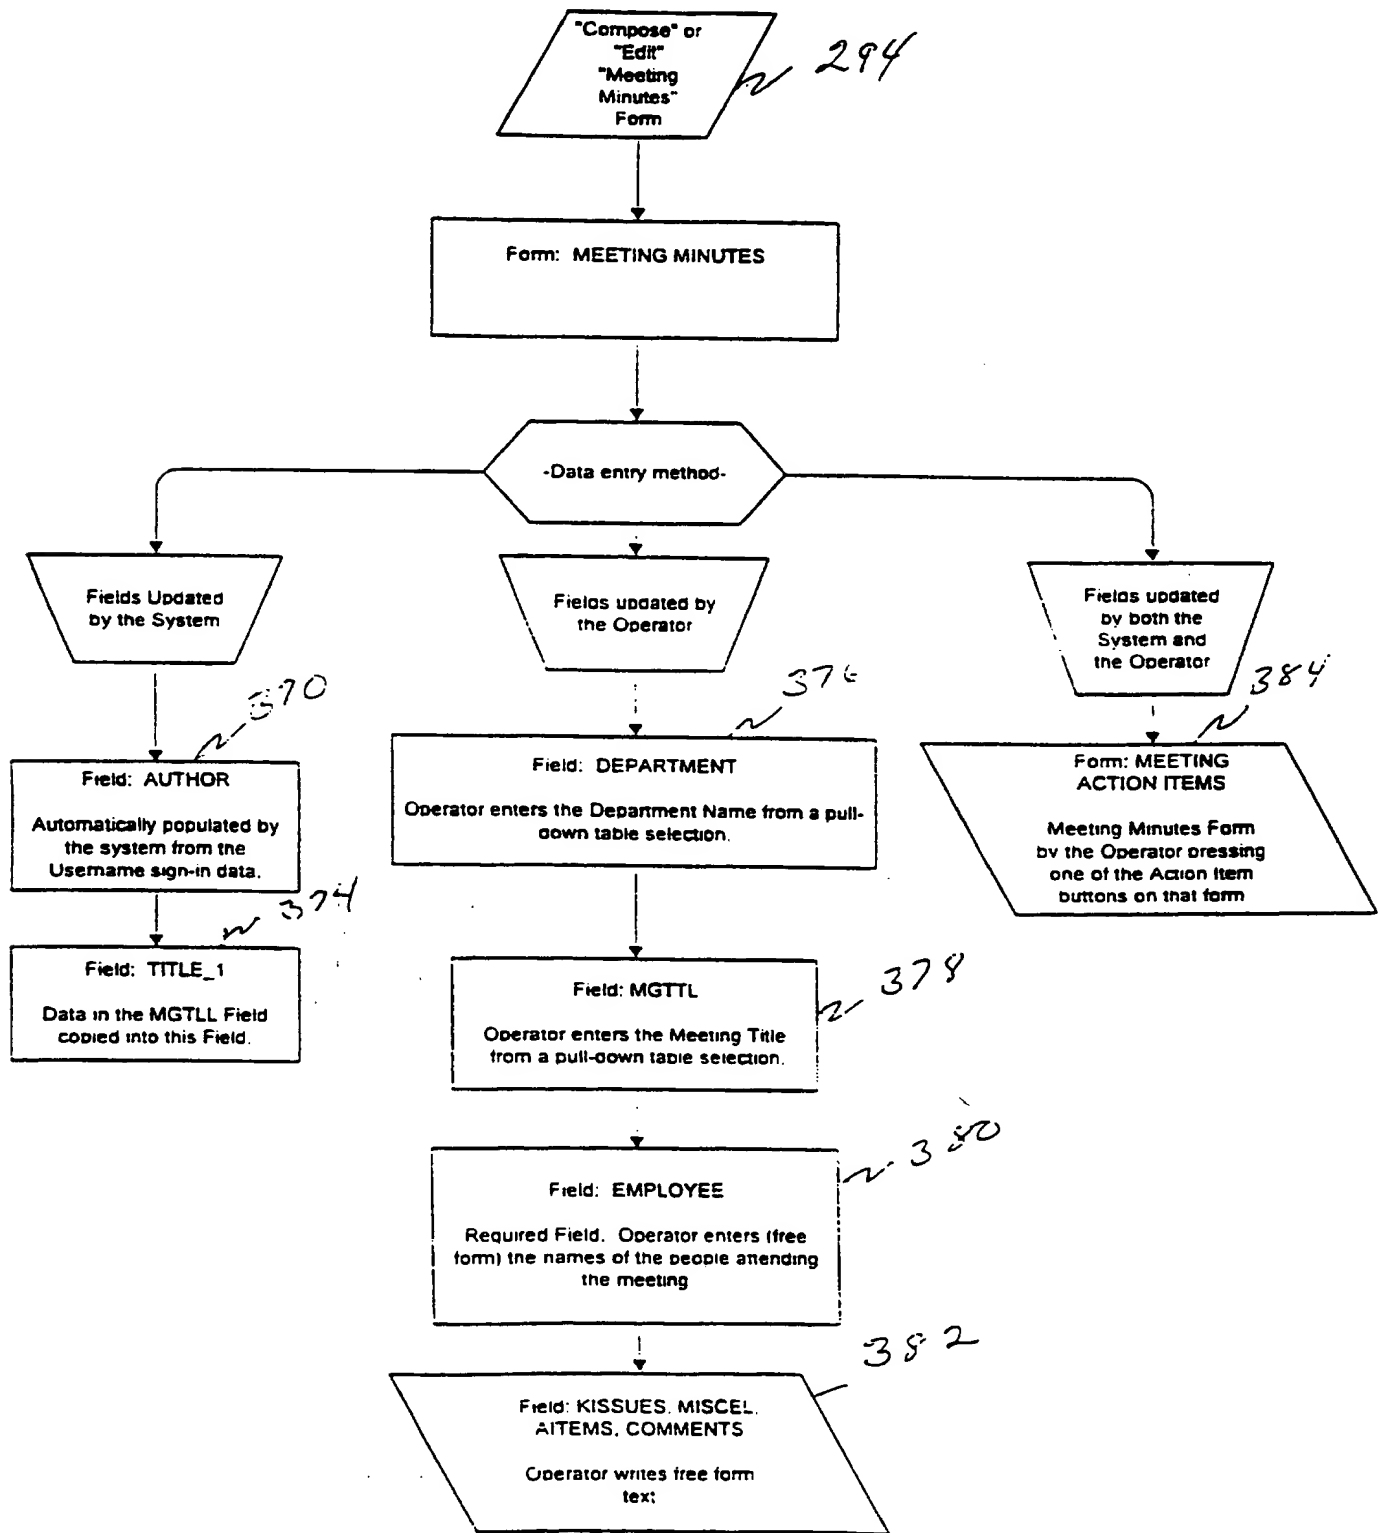 "Compose" or
"Edit"
"Meeting
Minutes"
Form
294
Form: MEETING MINUTES
-Data entry method-
Fields Updated
by the System
Fields updated by
the Operator
Fields updated
by both the
System and
the Operator
370
Field: AUTHOR
Automatically populated by
the system from the
Username sign-in data.
374
Field: TITLE_1
Data in the MGTLL Field
copied into this Field.
376
Field: DEPARTMENT
Operator enters the Department Name from a pull-
down table selection.
378
Field: MGTTL
Operator enters the Meeting Title
from a pull-down table selection.
380
Field: EMPLOYEE
Required Field. Operator enters (free
form) the names of the people attending
the meeting
382
Field: KISSUES, MISCEL,
AITEMS, COMMENTS
Operator writes free form
text
384
Form: MEETING
ACTION ITEMS
Meeting Minutes Form
by the Operator pressing
one of the Action Item
buttons on that form